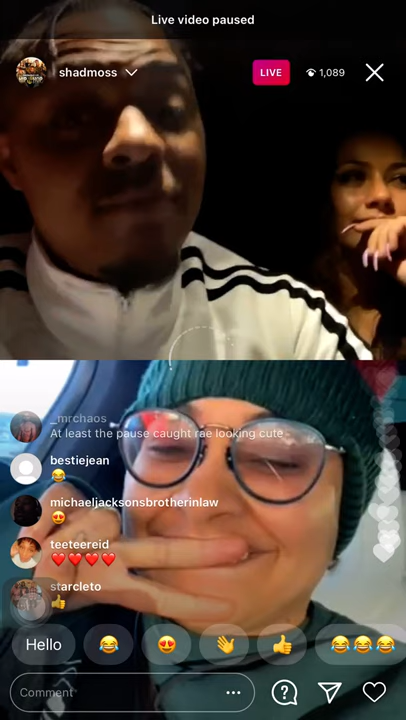 Live video paused
shadmoss
LIVE
1,089
_mrchaos
At least the pause caught rae looking cute
bestiejean
😂
michaeljacksonsbrotherinlaw
😍
teeteereid
❤️❤️❤️❤️
starcleto
👍
Hello 😂 😍 👋 👍 😂😂😂
Comment